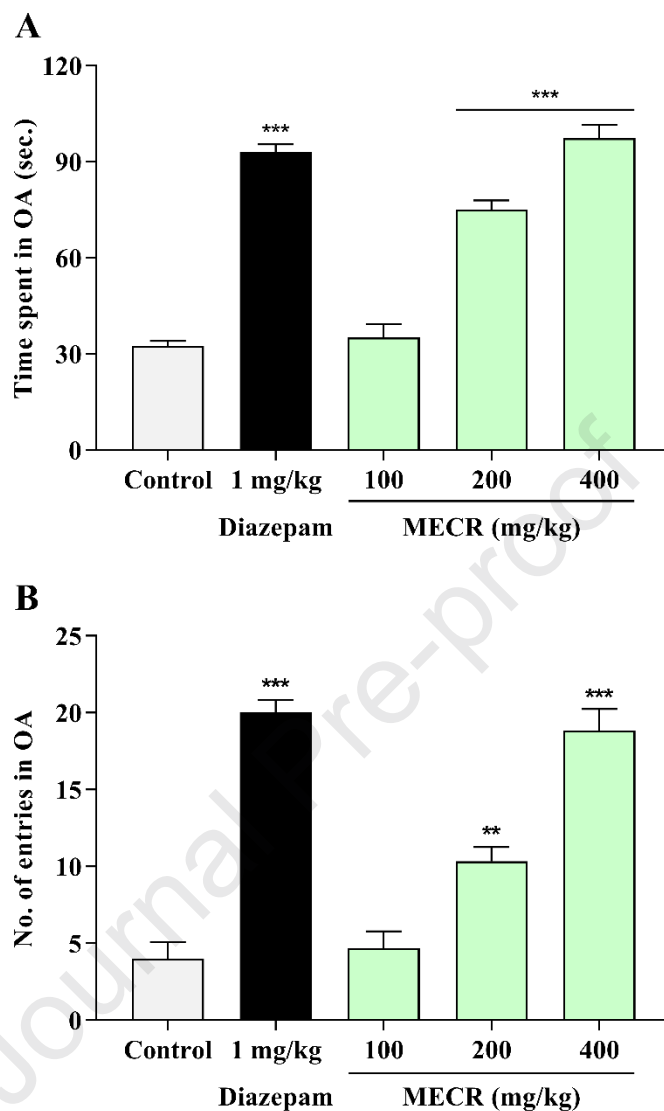 A
Time spent in OA (sec.)
120
90
60
30
0
***
***
Control 1 mg/kg 100 200 400
Diazepam MECR (mg/kg)
B
No. of entries in OA
25
20
15
10
5
0
***
**
***
Control 1 mg/kg 100 200 400
Diazepam MECR (mg/kg)
Journal Pre-proof